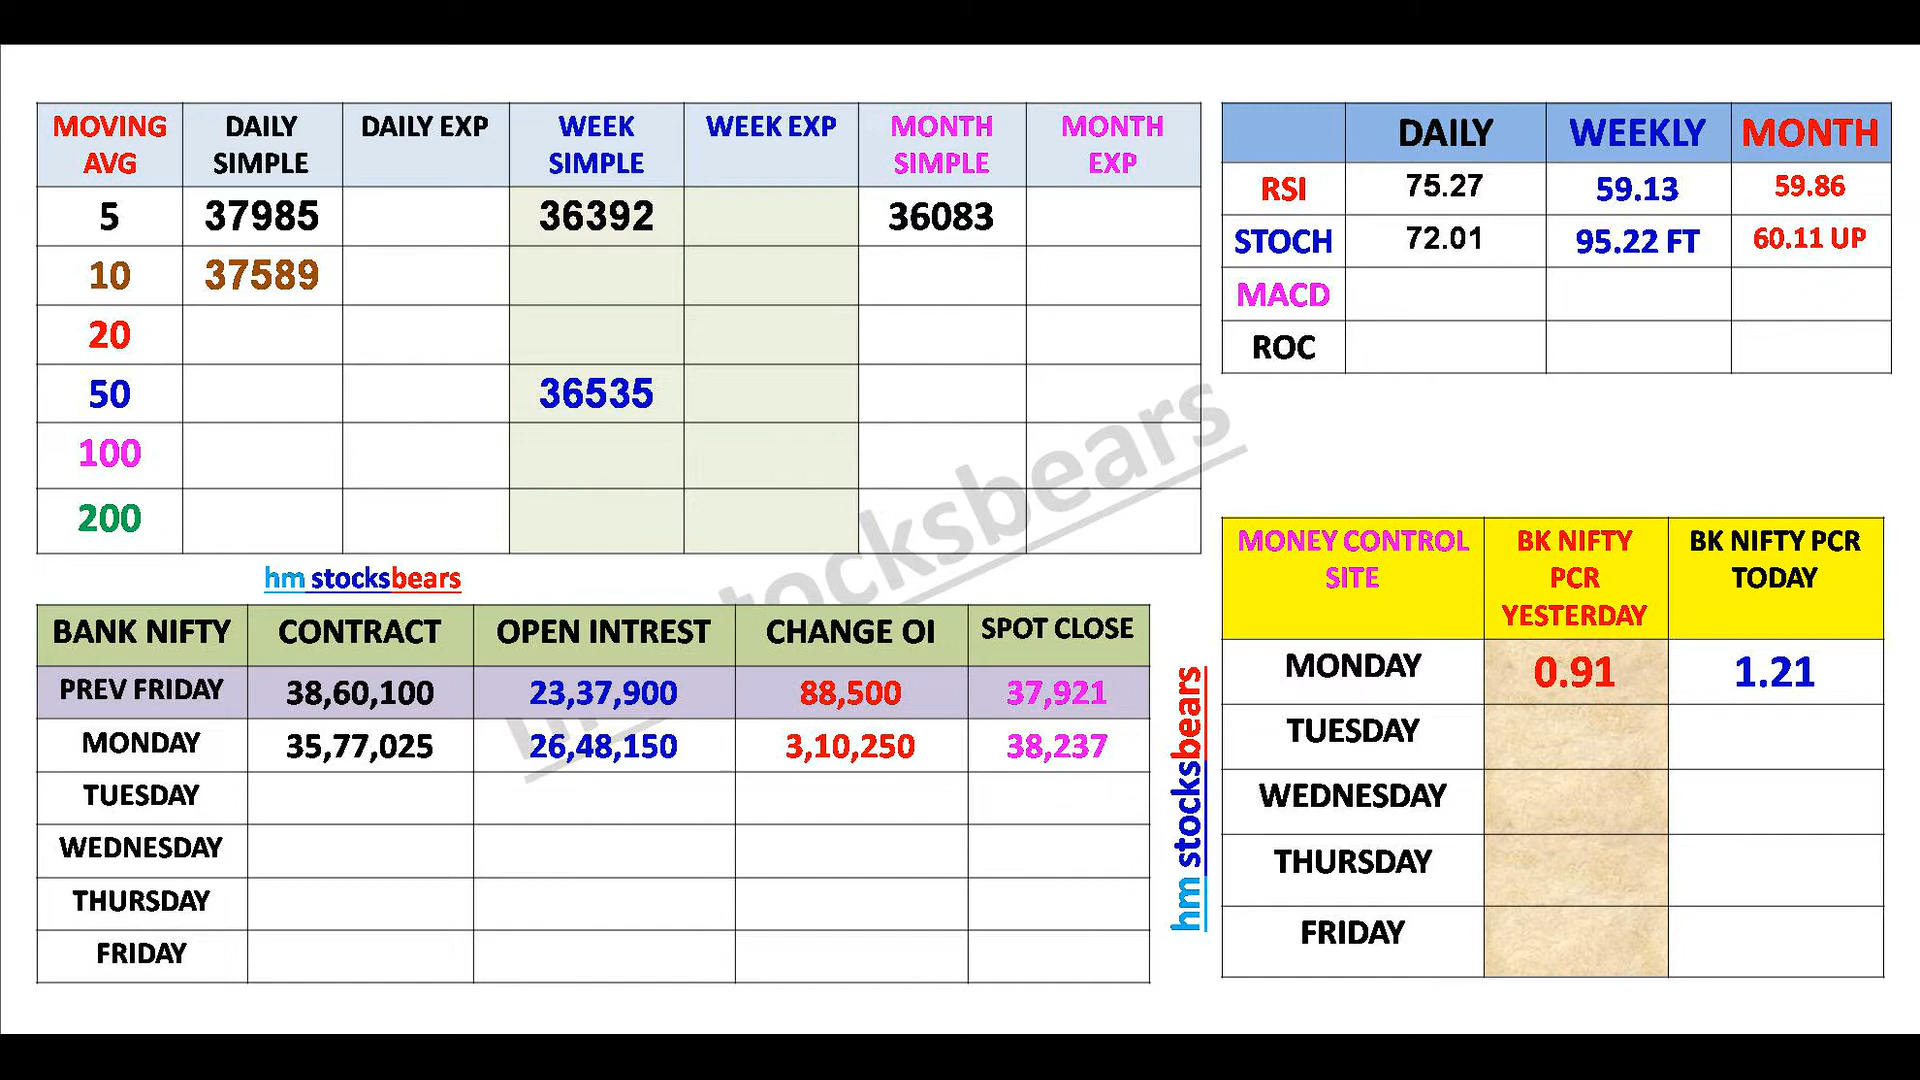 MOVING AVG DAILY SIMPLE DAILY EXP WEEK SIMPLE WEEK EXP MONTH SIMPLE MONTH EXP
5 37985 36392 36083
10 37589
20
50 36535
100
200
hm stocksbears
DAILY WEEKLY MONTH
RSI 75.27 59.13 59.86
STOCH 72.01 95.22 FT 60.11 UP
MACD
ROC
BANK NIFTY CONTRACT OPEN INTREST CHANGE OI SPOT CLOSE
PREV FRIDAY 38,60,100 23,37,900 88,500 37,921
MONDAY 35,77,025 26,48,150 3,10,250 38,237
TUESDAY
WEDNESDAY
THURSDAY
FRIDAY
hm stocksbears
MONEY CONTROL SITE BK NIFTY PCR YESTERDAY BK NIFTY PCR TODAY
MONDAY 0.91 1.21
TUESDAY
WEDNESDAY
THURSDAY
FRIDAY
stocksbears